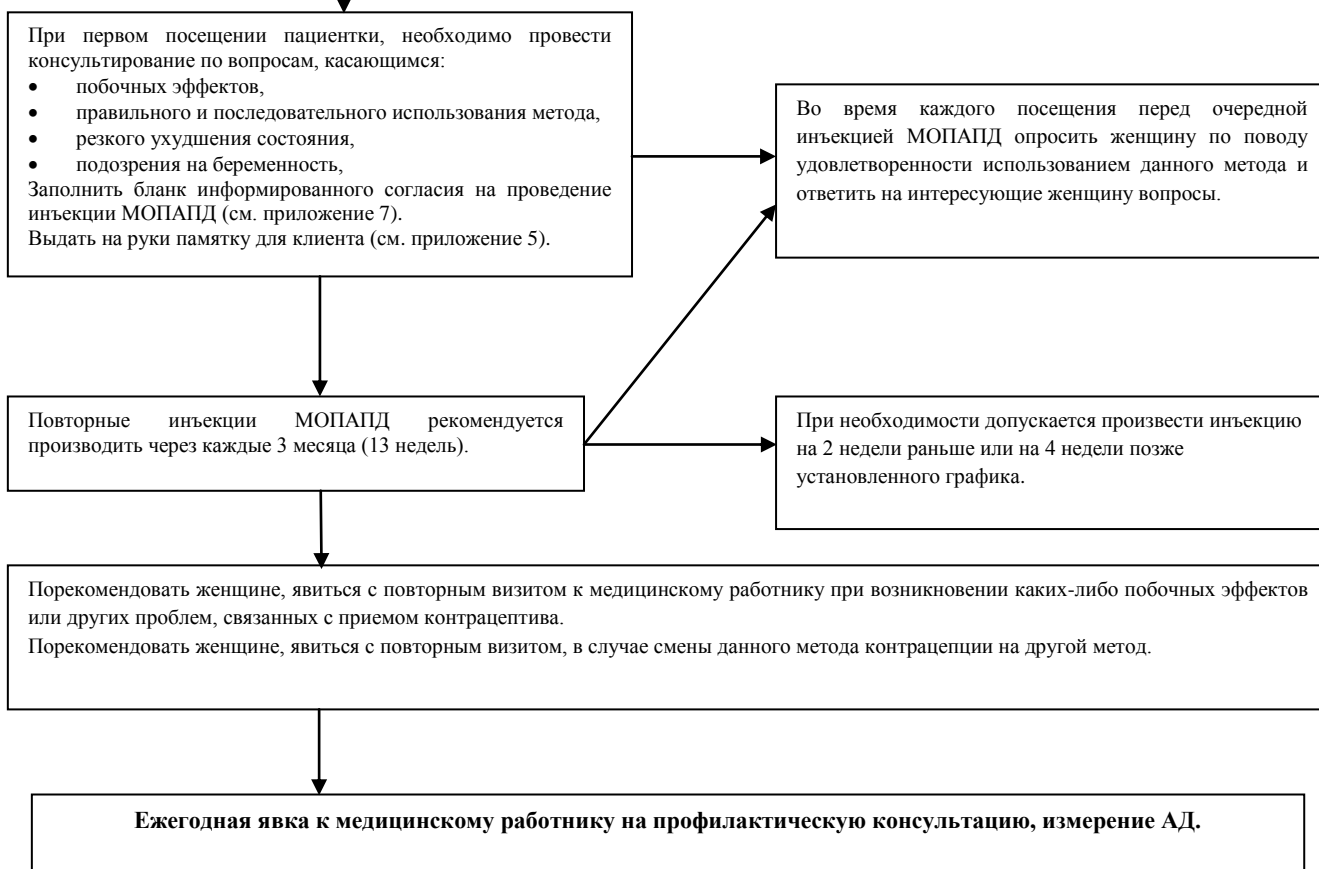 При первом посещении пациентки, необходимо провести
консультирование по вопросам, касающимся:
• побочных эффектов,
• правильного и последовательного использования метода,
• резкого ухудшения состояния,
• подозрения на беременность,
Заполнить бланк информированного согласия на проведение
инъекции МОПАПД (см. приложение 7).
Выдать на руки памятку для клиента (см. приложение 5).
Во время каждого посещения перед очередной
инъекцией МОПАПД опросить женщину по поводу
удовлетворенности использованием данного метода и
ответить на интересующие женщину вопросы.
Повторные инъекции МОПАПД рекомендуется
производить через каждые 3 месяца (13 недель).
При необходимости допускается произвести инъекцию
на 2 недели раньше или на 4 недели позже
установленного графика.
Порекомендовать женщине, явиться с повторным визитом к медицинскому работнику при возникновении каких-либо побочных эффектов
или других проблем, связанных с приемом контрацептива.
Порекомендовать женщине, явиться с повторным визитом, в случае смены данного метода контрацепции на другой метод.
Ежегодная явка к медицинскому работнику на профилактическую консультацию, измерение АД.